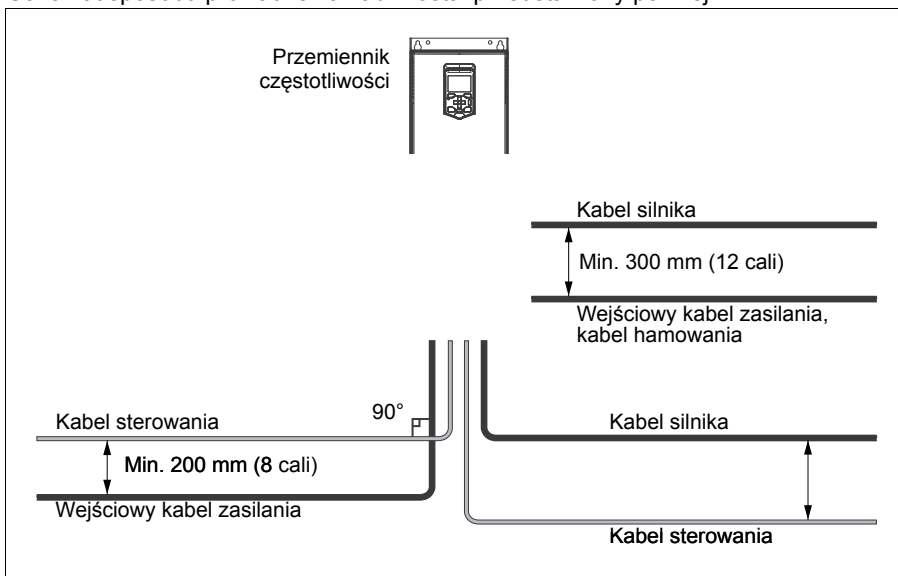 Przemiennik
częstotliwości
Kabel silnika
Min. 300 mm (12 cali)
Wejściowy kabel zasilania,
kabel hamowania
90°
Kabel sterowania
Min. 200 mm (8 cali)
Wejściowy kabel zasilania
Kabel silnika
Kabel sterowania